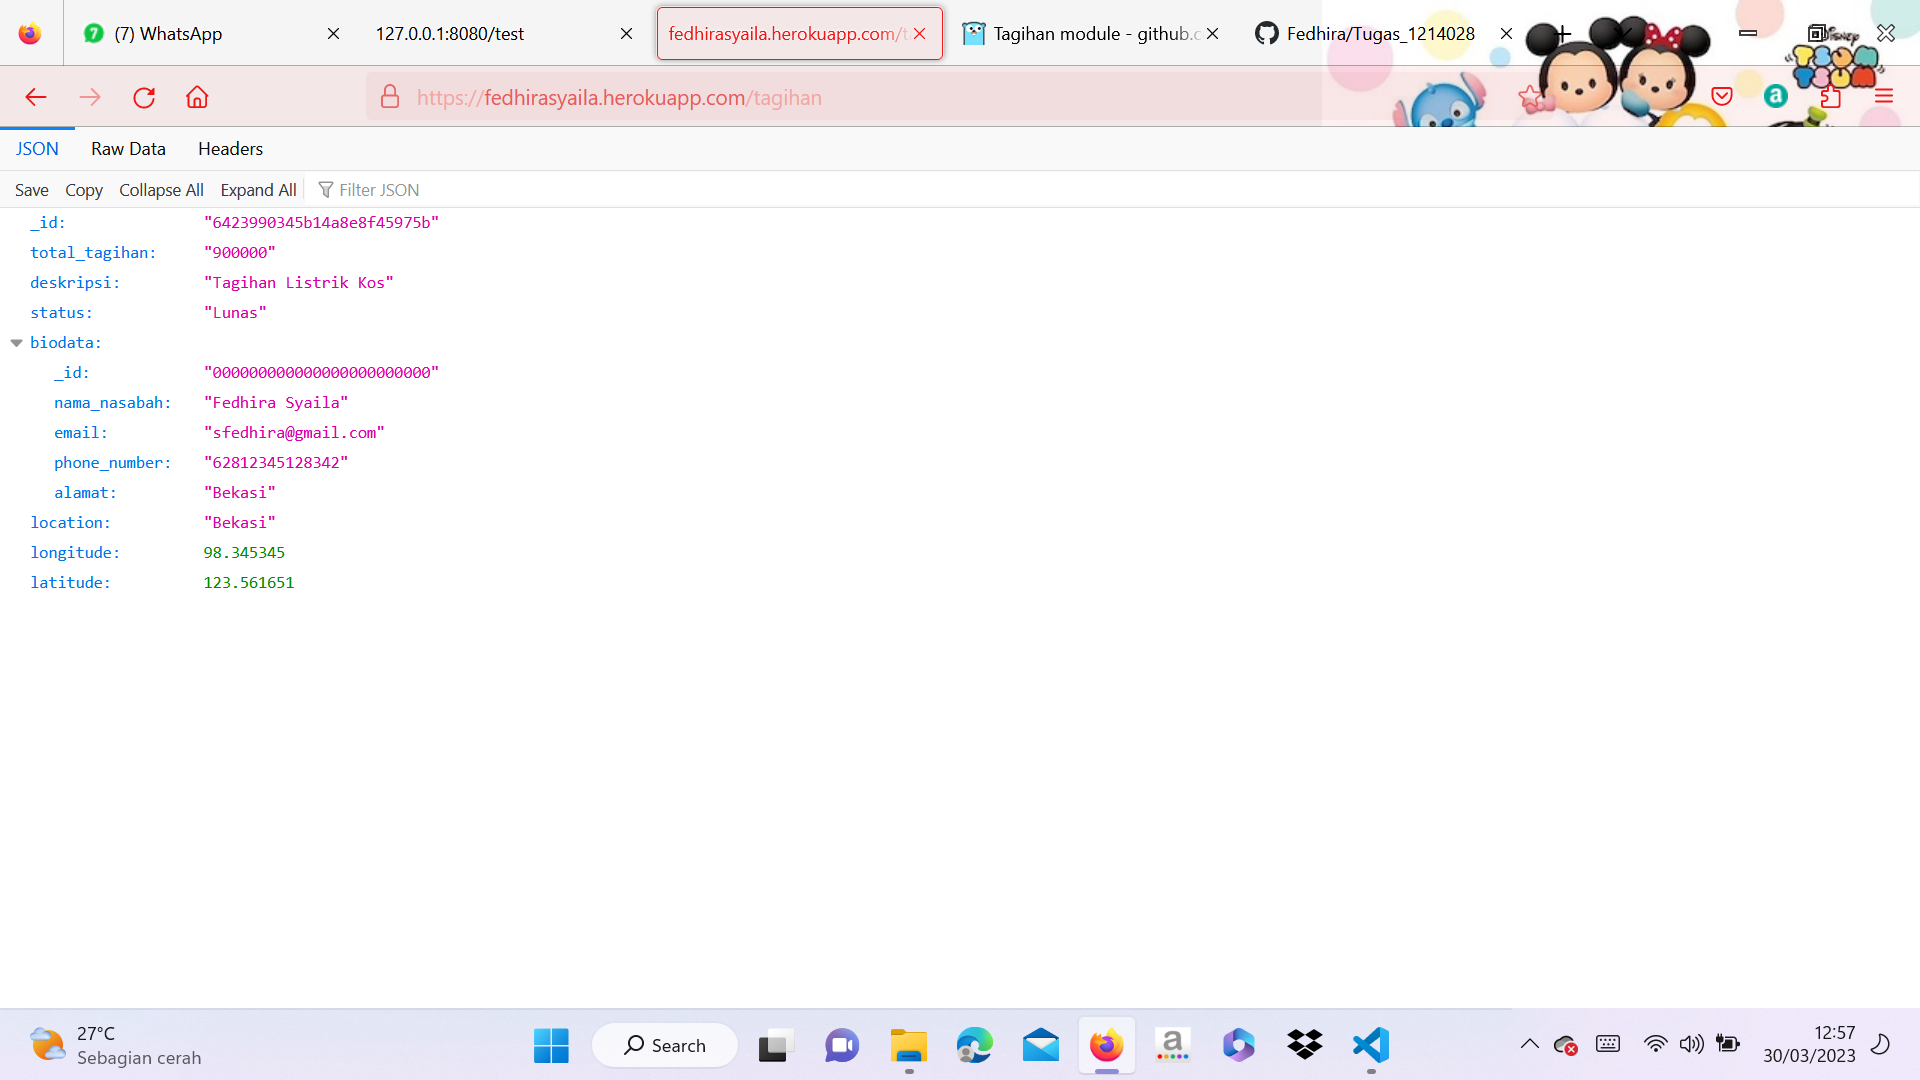 (7) WhatsApp
127.0.0.1:8080/test
fedhirasyaila.herokuapp.com/t
Tagihan module - github.c
Fedhira/Tugas_1214028
Disney
TSUM
TSUM
https://fedhirasyaila.herokuapp.com/tagihan
JSON
Raw Data
Headers
Save
Copy
Collapse All
Expand All
Filter JSON
_id: "6423990345b14a8e8f45975b"
total_tagihan: "900000"
deskripsi: "Tagihan Listrik Kos"
status: "Lunas"
biodata:
_id: "000000000000000000000000"
nama_nasabah: "Fedhira Syaila"
email: "sfedhira@gmail.com"
phone_number: "62812345128342"
alamat: "Bekasi"
location: "Bekasi"
longitude: 98.345345
latitude: 123.561651
27°C
Sebagian cerah
Search
12:57
30/03/2023